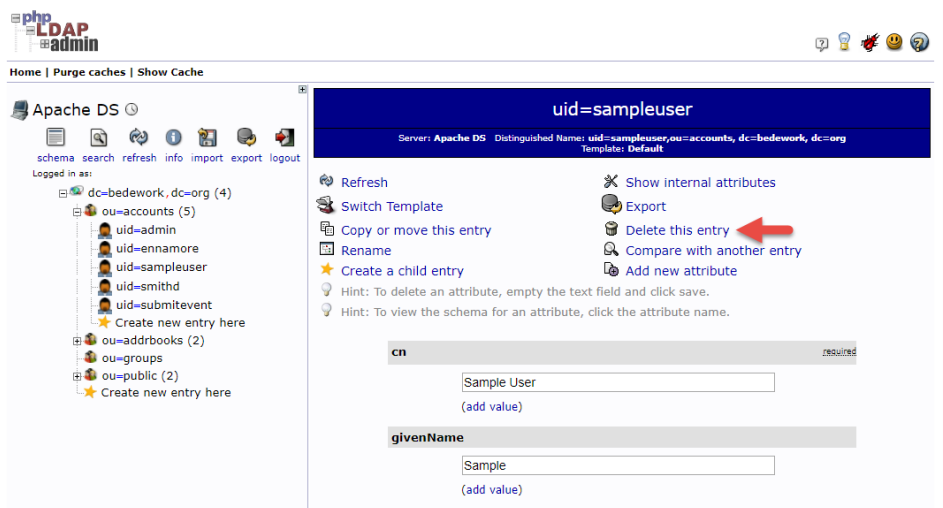 php
LDAP
admin
Home | Purge caches | Show Cache
Apache DS
schema search refresh info import export logout
Logged in as:
dc=bedework,dc=org (4)
ou=accounts (5)
uid=admin
uid=ennamore
uid=sampleuser
uid=smithd
uid=submitevent
Create new entry here
ou=addrbooks (2)
ou=groups
ou=public (2)
Create new entry here
uid=sampleuser
Server: Apache DS Distinguished Name: uid=sampleuser,ou=accounts, dc=bedework, dc=org
Template: Default
Refresh Show internal attributes
Switch Template Export
Copy or move this entry Delete this entry
Rename Compare with another entry
Create a child entry Add new attribute
Hint: To delete an attribute, empty the text field and click save.
Hint: To view the schema for an attribute, click the attribute name.
cn required
Sample User
(add value)
givenName
Sample
(add value)